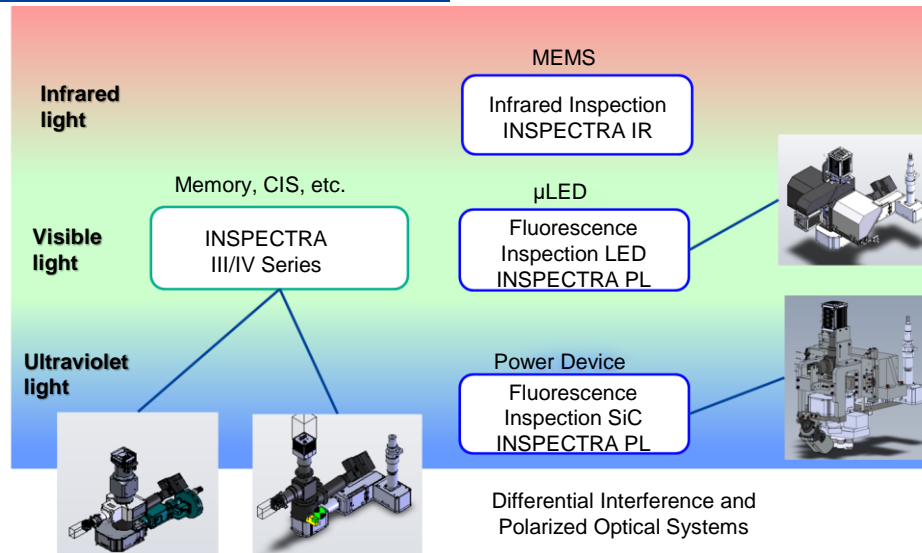 MEMS
Infrared
light
Infrared Inspection
INSPECTRA IR
Memory, CIS, etc.
µLED
Visible
light
INSPECTRA
III/IV Series
Fluorescence
Inspection LED
INSPECTRA PL
Ultraviolet
light
Power Device
Fluorescence
Inspection SiC
INSPECTRA PL
Differential Interference and
Polarized Optical Systems